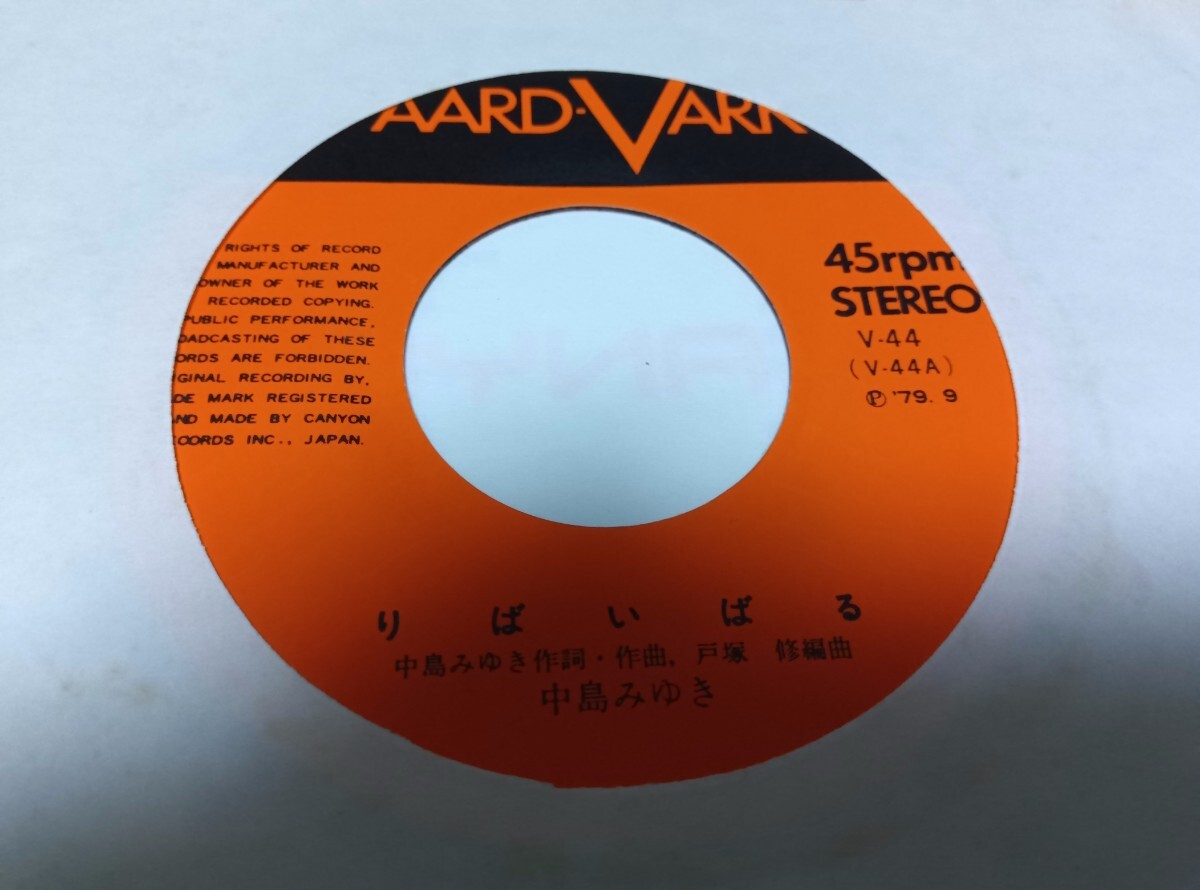 AARD-VARK
RIGHTS OF RECORD
MANUFACTURER AND
OWNER OF THE WORK
RECORDED COPYING.
PUBLIC PERFORMANCE,
OADCASTING OF THESE
ORDS ARE FORBIDDEN.
IGINAL RECORDING BY,
DE MARK REGISTERED
ND MADE BY CANYON
CORDS INC., JAPAN.
45rpm
STEREO
V-44
(V-44A)
Ⓟ '79. 9
りばいばる
中島みゆき作詞・作曲, 戸塚 修編曲
中島みゆき